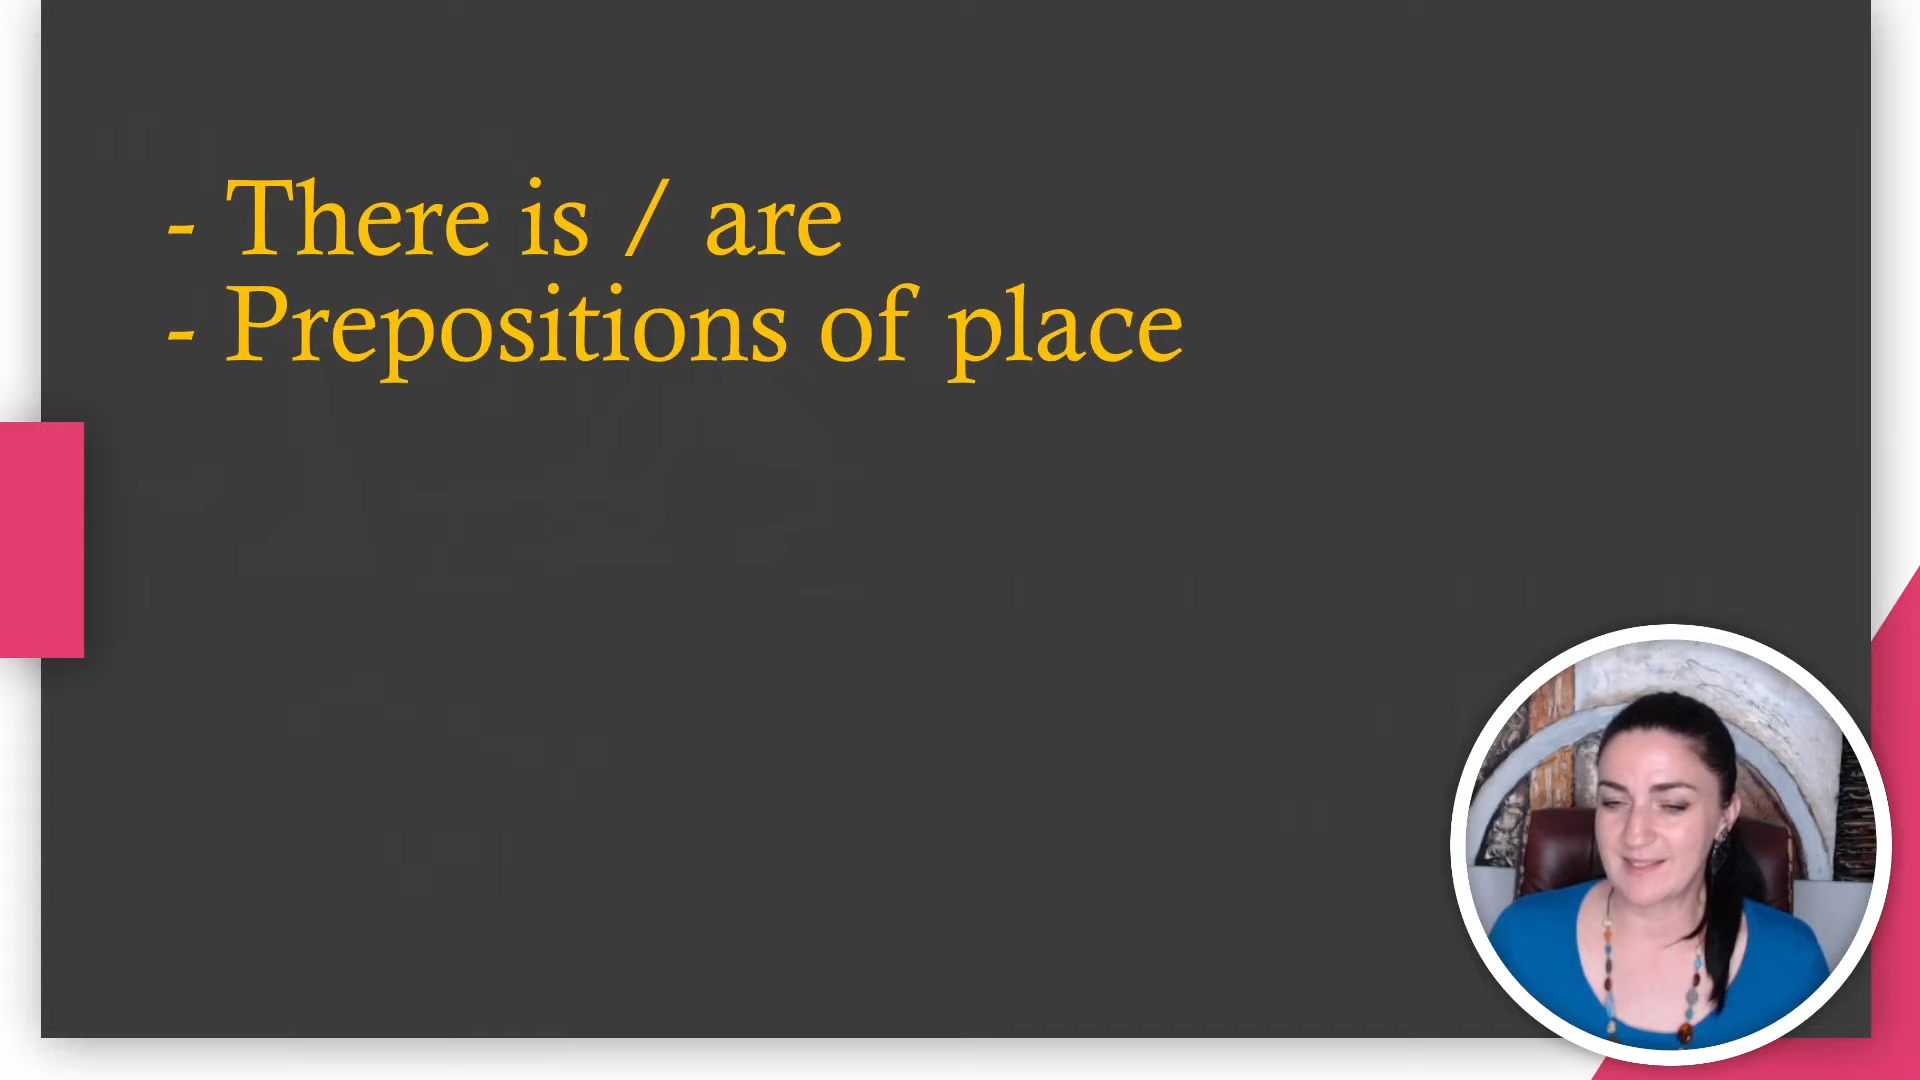 - There is / are
- Prepositions of place